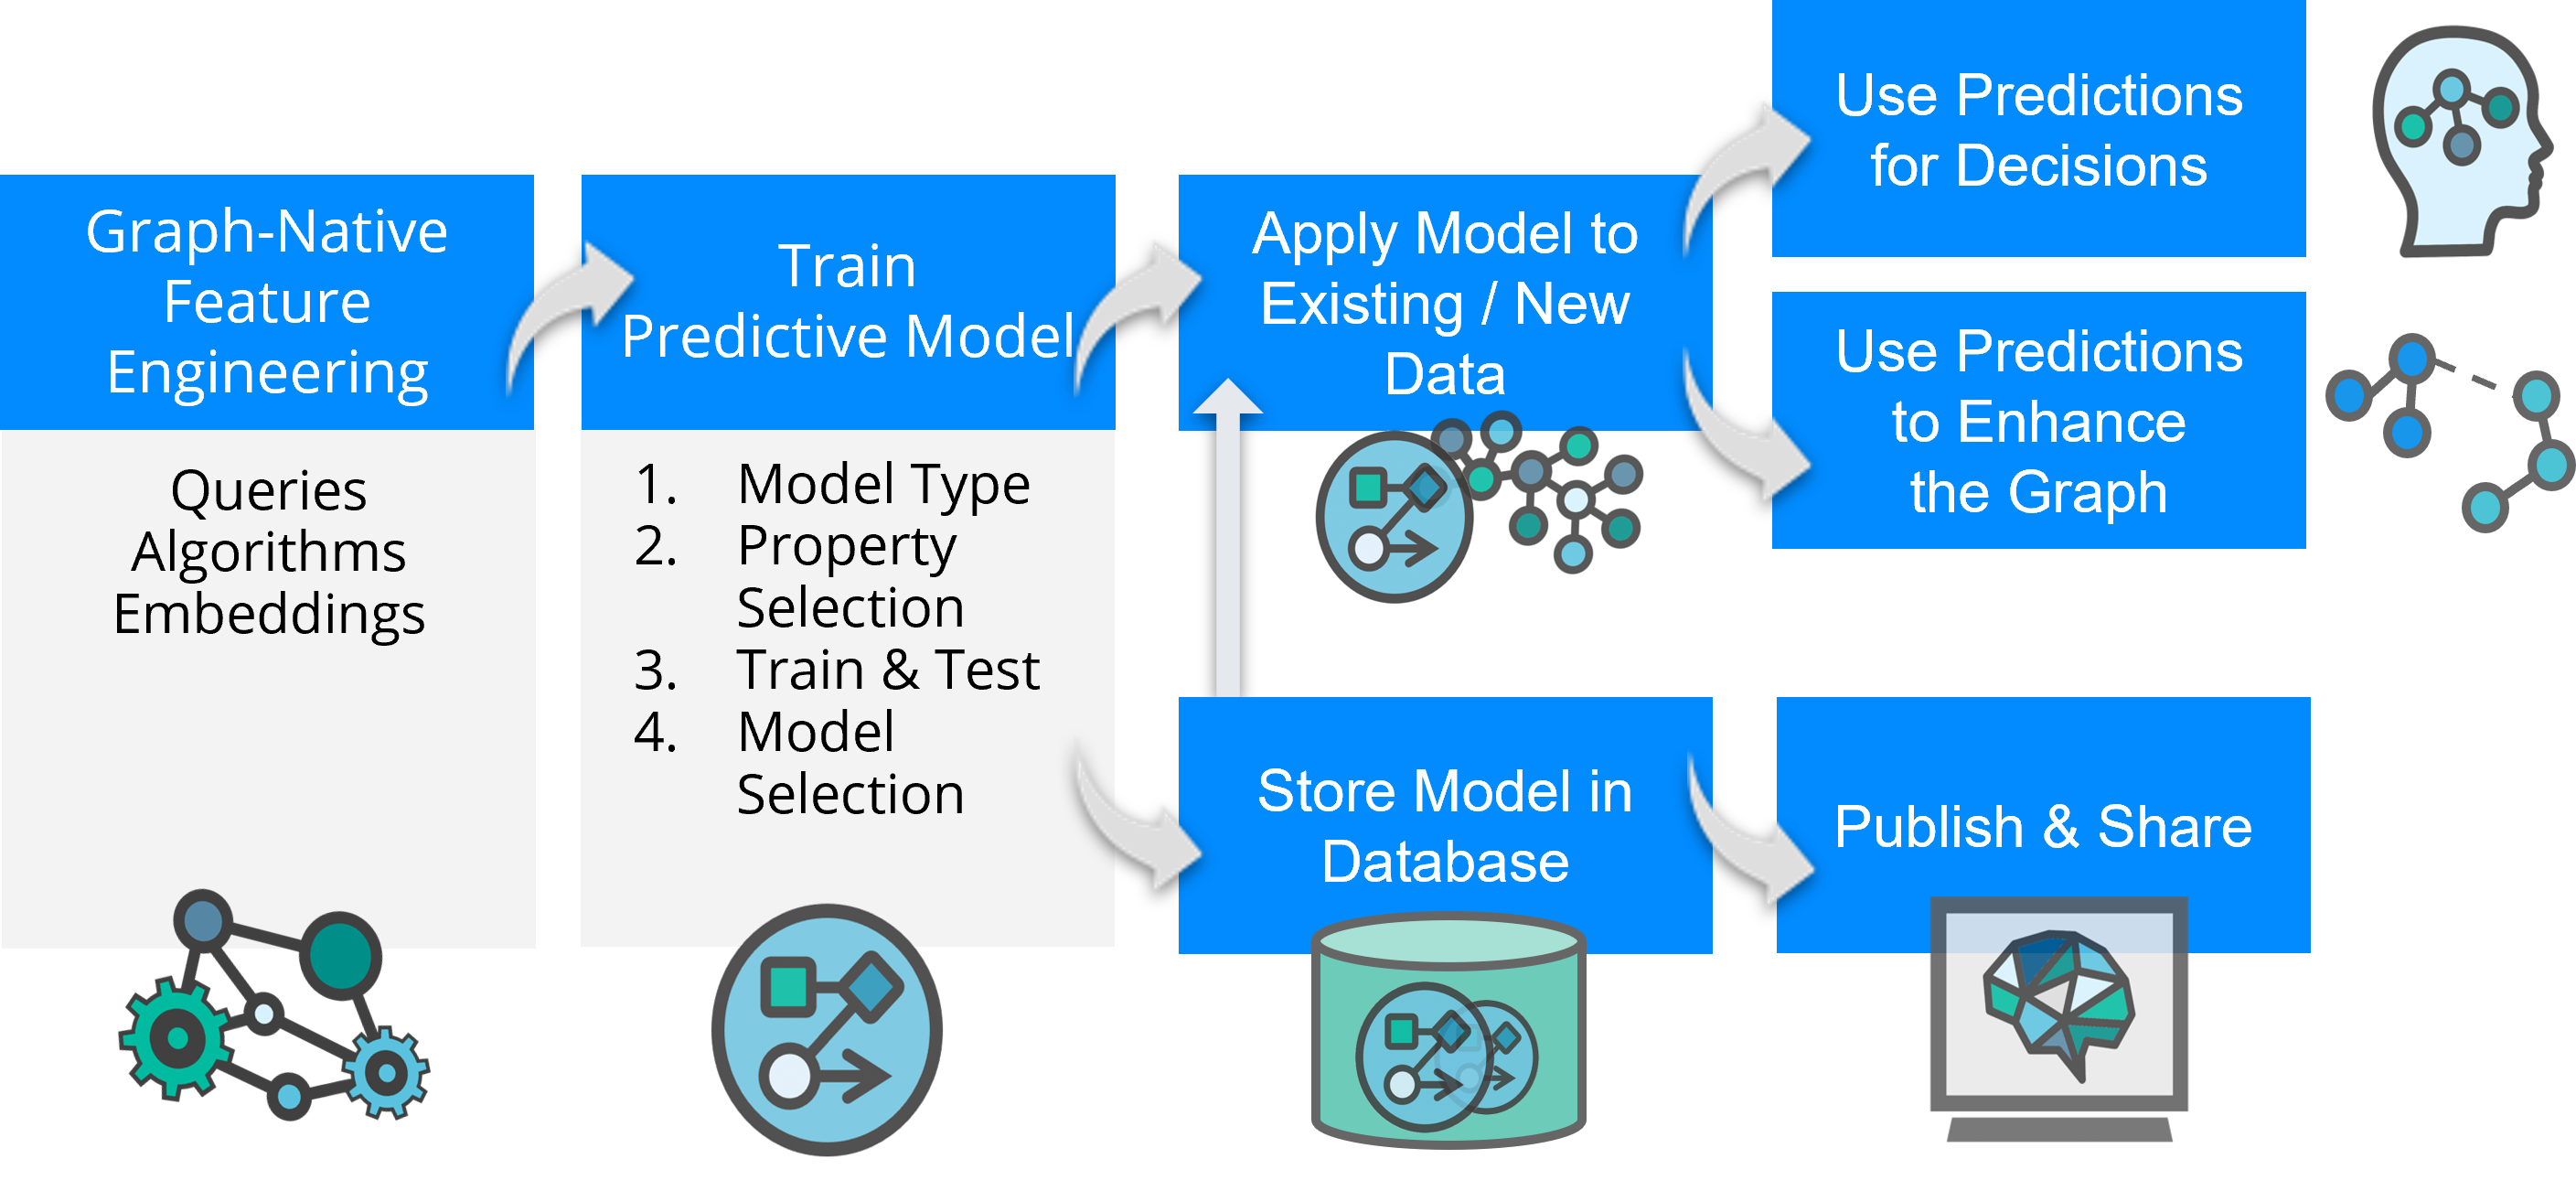 Graph-Native
Feature
Engineering
Queries
Algorithms
Embeddings
Train
Predictive Model
1. Model Type
2. Property
Selection
3. Train & Test
4. Model
Selection
Apply Model to
Existing / New
Data
Store Model in
Database
Use Predictions
for Decisions
Use Predictions
to Enhance
the Graph
Publish & Share